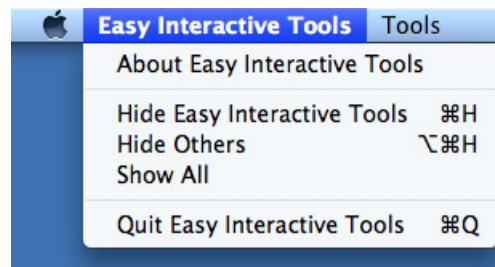 Easy Interactive Tools Tools
About Easy Interactive Tools
Hide Easy Interactive Tools ⌘H
Hide Others ⌥⌘H
Show All
Quit Easy Interactive Tools ⌘Q